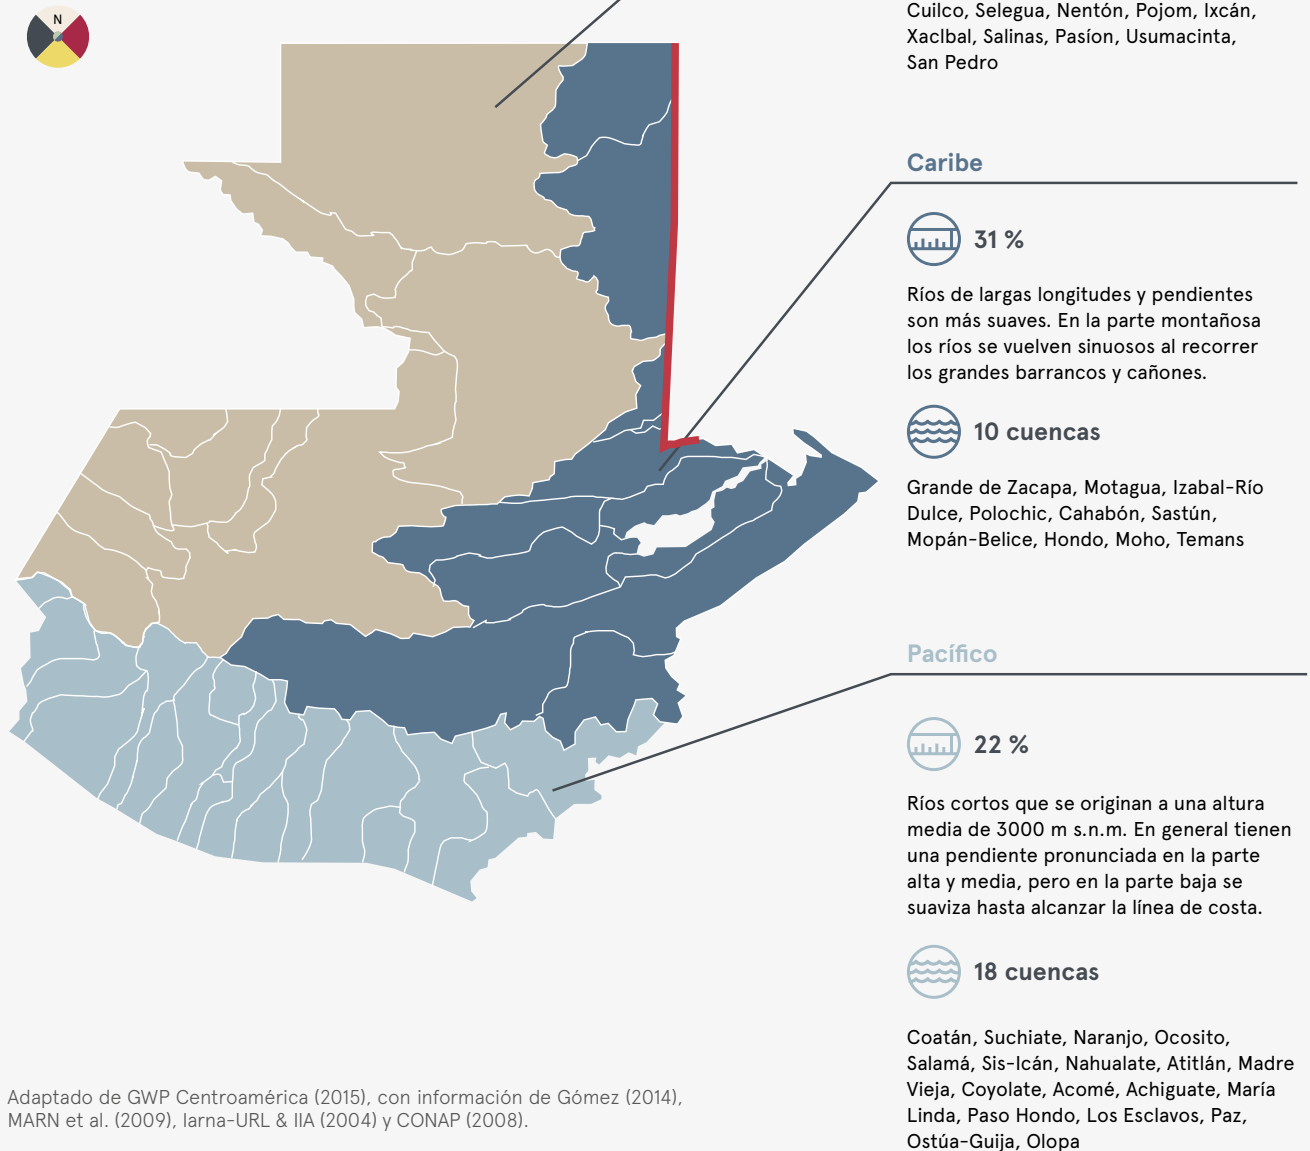 N
Cuilco, Selegua, Nentón, Pojom, Ixcán,
Xaclbal, Salinas, Pasíon, Usumacinta,
San Pedro
Caribe
31 %
Ríos de largas longitudes y pendientes
son más suaves. En la parte montañosa
los ríos se vuelven sinuosos al recorrer
los grandes barrancos y cañones.
10 cuencas
Grande de Zacapa, Motagua, Izabal-Río
Dulce, Polochic, Cahabón, Sastún,
Mopán-Belice, Hondo, Moho, Temans
Pacífico
22 %
Ríos cortos que se originan a una altura
media de 3000 m s.n.m. En general tienen
una pendiente pronunciada en la parte
alta y media, pero en la parte baja se
suaviza hasta alcanzar la línea de costa.
18 cuencas
Coatán, Suchiate, Naranjo, Ocosito,
Salamá, Sis-Icán, Nahualate, Atitlán, Madre
Vieja, Coyolate, Acomé, Achiguate, María
Linda, Paso Hondo, Los Esclavos, Paz,
Ostúa-Guija, Olopa
Adaptado de GWP Centroamérica (2015), con información de Gómez (2014),
MARN et al. (2009), Iarna-URL & IIA (2004) y CONAP (2008).